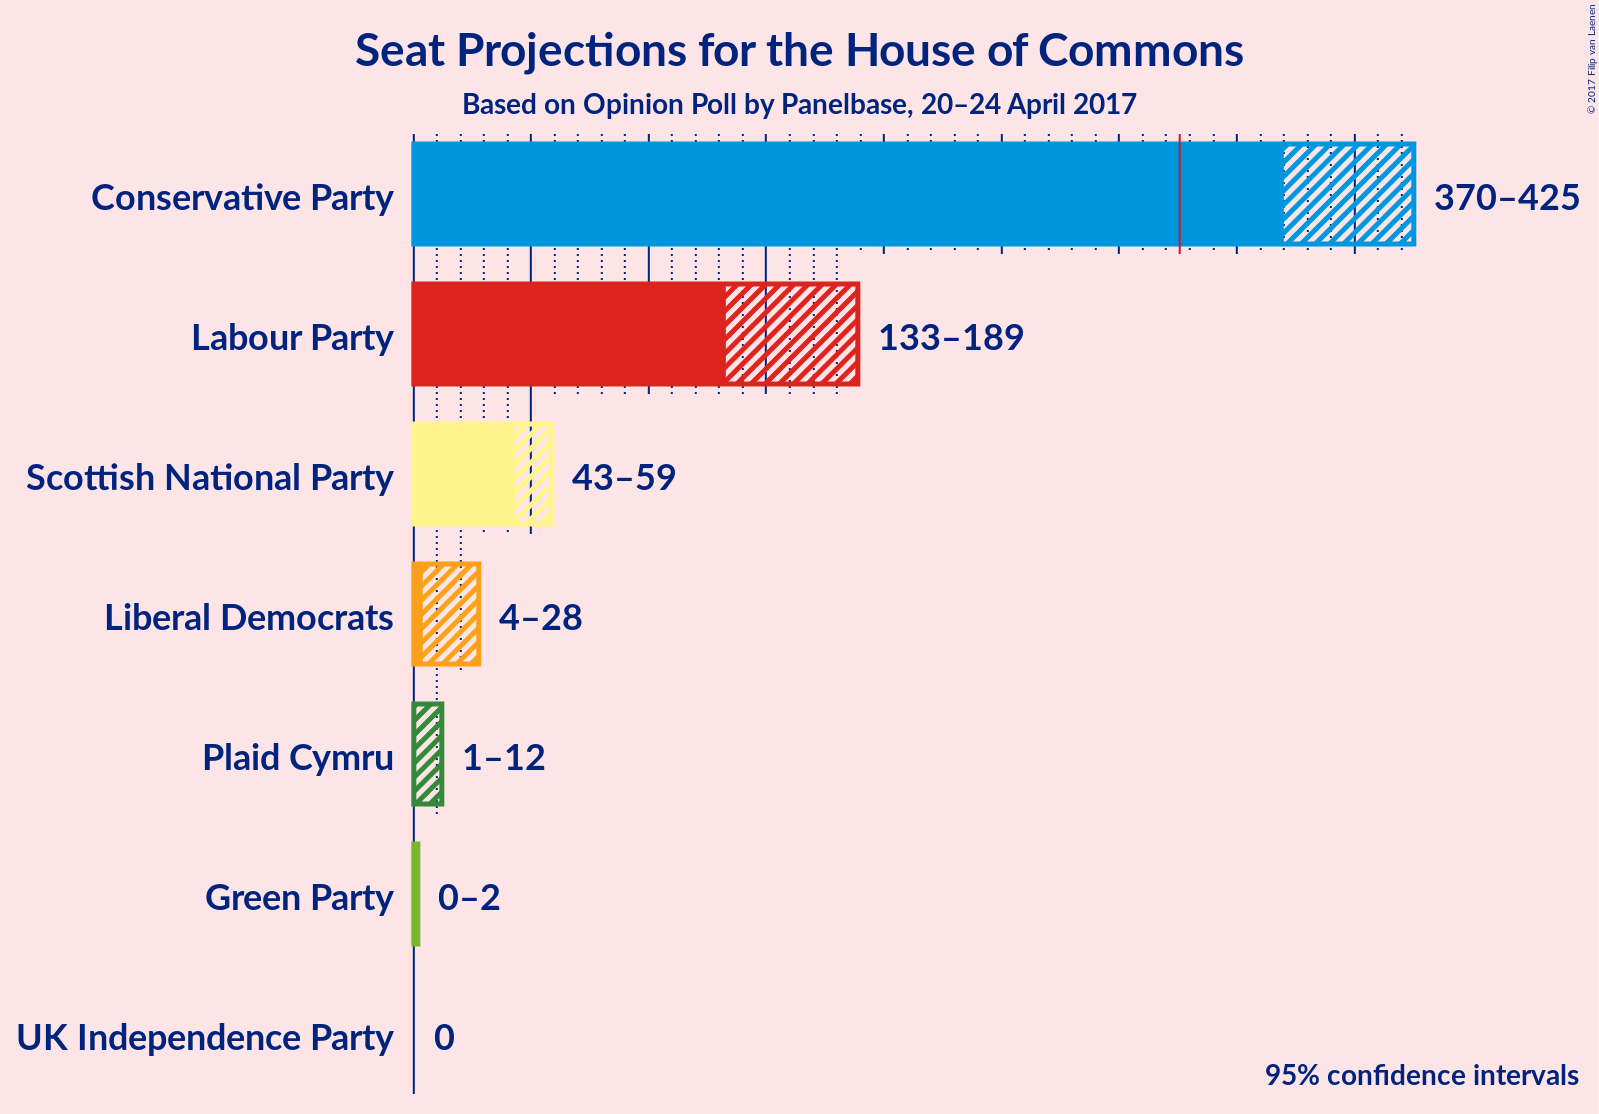 Seat Projections for the House of Commons
Based on Opinion Poll by Panelbase, 20–24 April 2017
© 2017 Filip van Laenen
Conservative Party 370–425
Labour Party 133–189
Scottish National Party 43–59
Liberal Democrats 4–28
Plaid Cymru 1–12
Green Party 0–2
UK Independence Party 0
95% confidence intervals